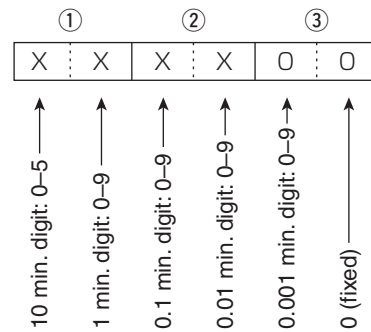 ① ② ③
X X X X 0 0
10 min. digit: 0–5
1 min. digit: 0–9
0.1 min. digit: 0–9
0.01 min. digit: 0–9
0.001 min. digit: 0–9
0 (fixed)